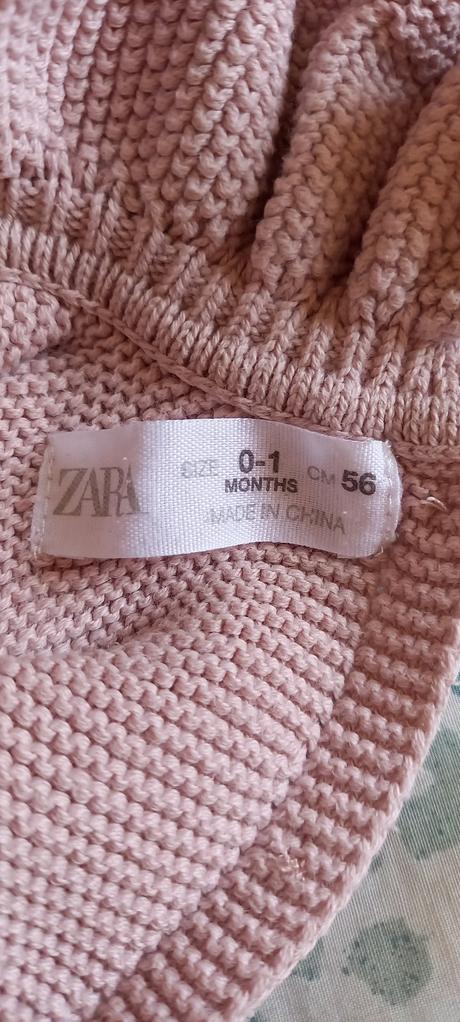 ZARA
SIZE 0-1 MONTHS CM 56
MADE IN CHINA